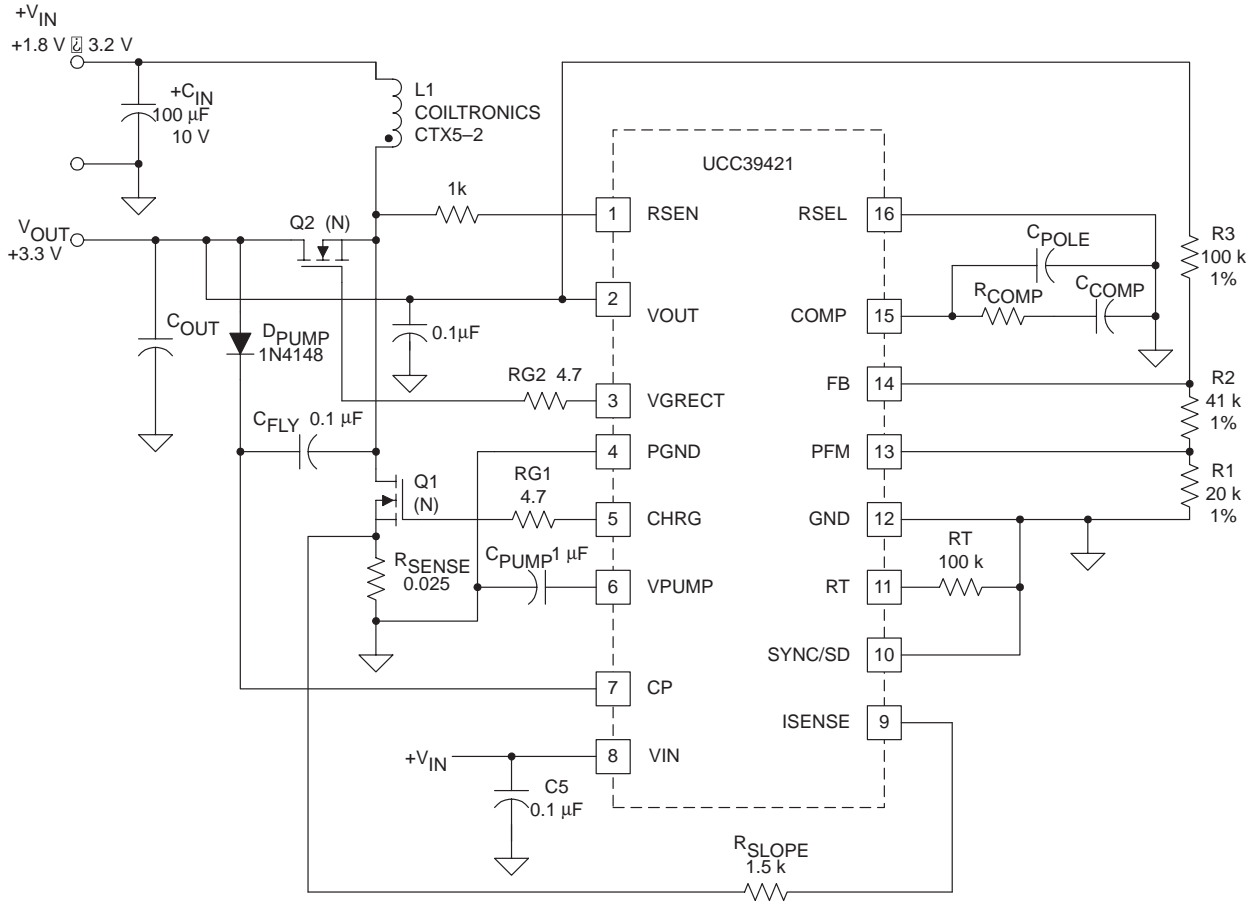 +VIN
+1.8 V ⍰ 3.2 V
+CIN
100 µF
10 V
L1
COILTRONICS
CTX5–2
UCC39421
1k
1 RSEN
RSEL 16
VOUT
+3.3 V
Q2 (N)
CPOLE
R3
100 k
1%
2 VOUT
RCOMP
CCOMP
COMP 15
COUT
DPUMP
1N4148
0.1µF
RG2 4.7
3 VGRECT
FB 14
R2
41 k
1%
CFLY 0.1 µF
4 PGND
PFM 13
Q1
(N)
RG1
4.7
5 CHRG
GND 12
R1
20 k
1%
RSENSE
0.025
CPUMP 1 µF
6 VPUMP
RT 11
RT
100 k
SYNC/SD 10
7 CP
ISENSE 9
+VIN
8 VIN
C5
0.1 µF
RSLOPE
1.5 k